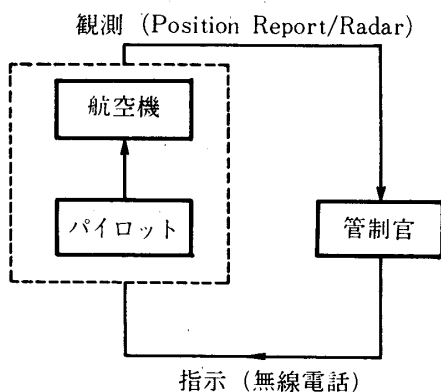 観測 (Position Report/Radar)
航空機
パイロット
管制官
指示 (無線電話)